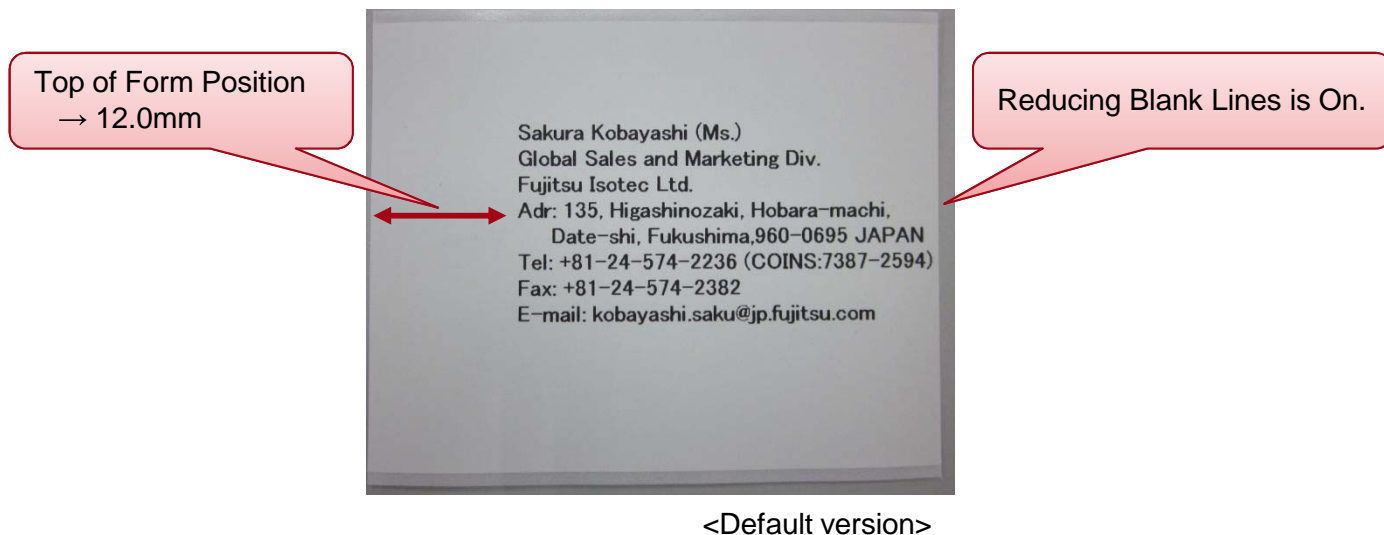 Top of Form Position
→ 12.0mm
Reducing Blank Lines is On.
Sakura Kobayashi (Ms.)
Global Sales and Marketing Div.
Fujitsu Isotec Ltd.
Adr: 135, Higashinozaki, Hobara-machi,
Date-shi, Fukushima,960-0695 JAPAN
Tel: +81-24-574-2236 (COINS:7387-2594)
Fax: +81-24-574-2382
E-mail: kobayashi.saku@jp.fujitsu.com
<Default version>